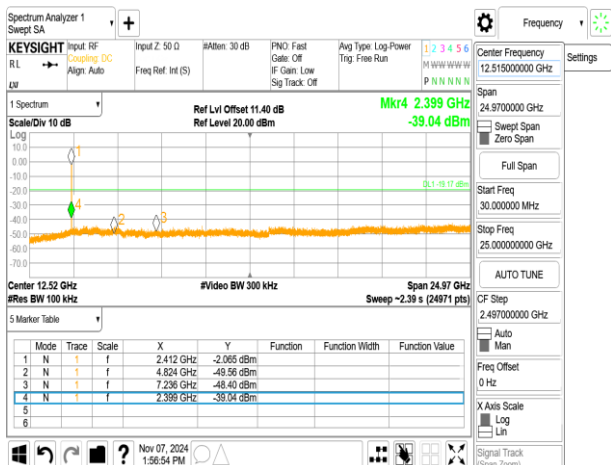 Spectrum Analyzer 1
Swept SA
Frequency
KEYSIGHT
RL
LXI
Input: RF
Coupling: DC
Align: Auto
Input Z: 50 Ω
Freq Ref: Int (S)
#Atten: 30 dB
PNO: Fast
Gate: Off
IF Gain: Low
Sig Track: Off
Avg Type: Log-Power
Trig: Free Run
1 2 3 4 5 6
M W W W W W
P N N N N N
1 Spectrum
Scale/Div 10 dB
Ref Lvl Offset 11.40 dB
Ref Level 20.00 dBm
Mkr4 2.399 GHz
-39.04 dBm
Log
10.0
0.00
-10.0
-20.0
-30.0
-40.0
-50.0
-60.0
-70.0
1
4
2
3
DL1 -19.17 dBm
Center 12.52 GHz
#Res BW 100 kHz
#Video BW 300 kHz
Span 24.97 GHz
Sweep ~2.39 s (24971 pts)
5 Marker Table
Mode Trace Scale X Y Function Function Width Function Value
1 N 1 f 2.412 GHz -2.065 dBm
2 N 1 f 4.824 GHz -49.56 dBm
3 N 1 f 7.236 GHz -48.40 dBm
4 N 1 f 2.399 GHz -39.04 dBm
5
6
?
Nov 07, 2024
1:56:54 PM
Center Frequency
12.515000000 GHz
Settings
Span
24.9700000 GHz
Swept Span
Zero Span
Full Span
Start Freq
30.000000 MHz
Stop Freq
25.000000000 GHz
AUTO TUNE
CF Step
2.497000000 GHz
Auto
Man
Freq Offset
0 Hz
X Axis Scale
Log
Lin
Signal Track
(Span Zoom)